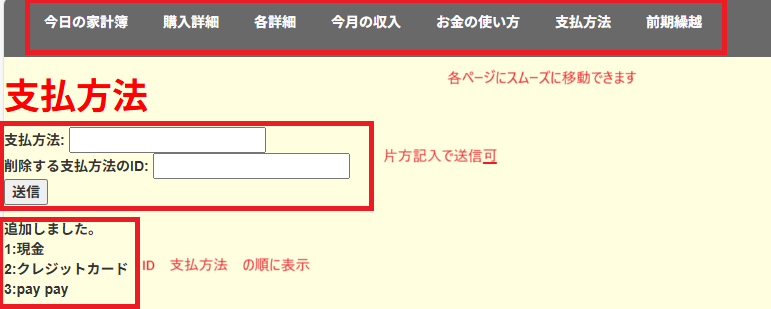 今日の家計簿 購入詳細 各詳細 今月の収入 お金の使い方 支払方法 前期繰越
各ページにスムーズに移動できます
支払方法
支払方法:
削除する支払方法のID:
片方記入で送信可
送信
追加しました。
1:現金
2:クレジットカード
3:pay pay
ID 支払方法 の順に表示